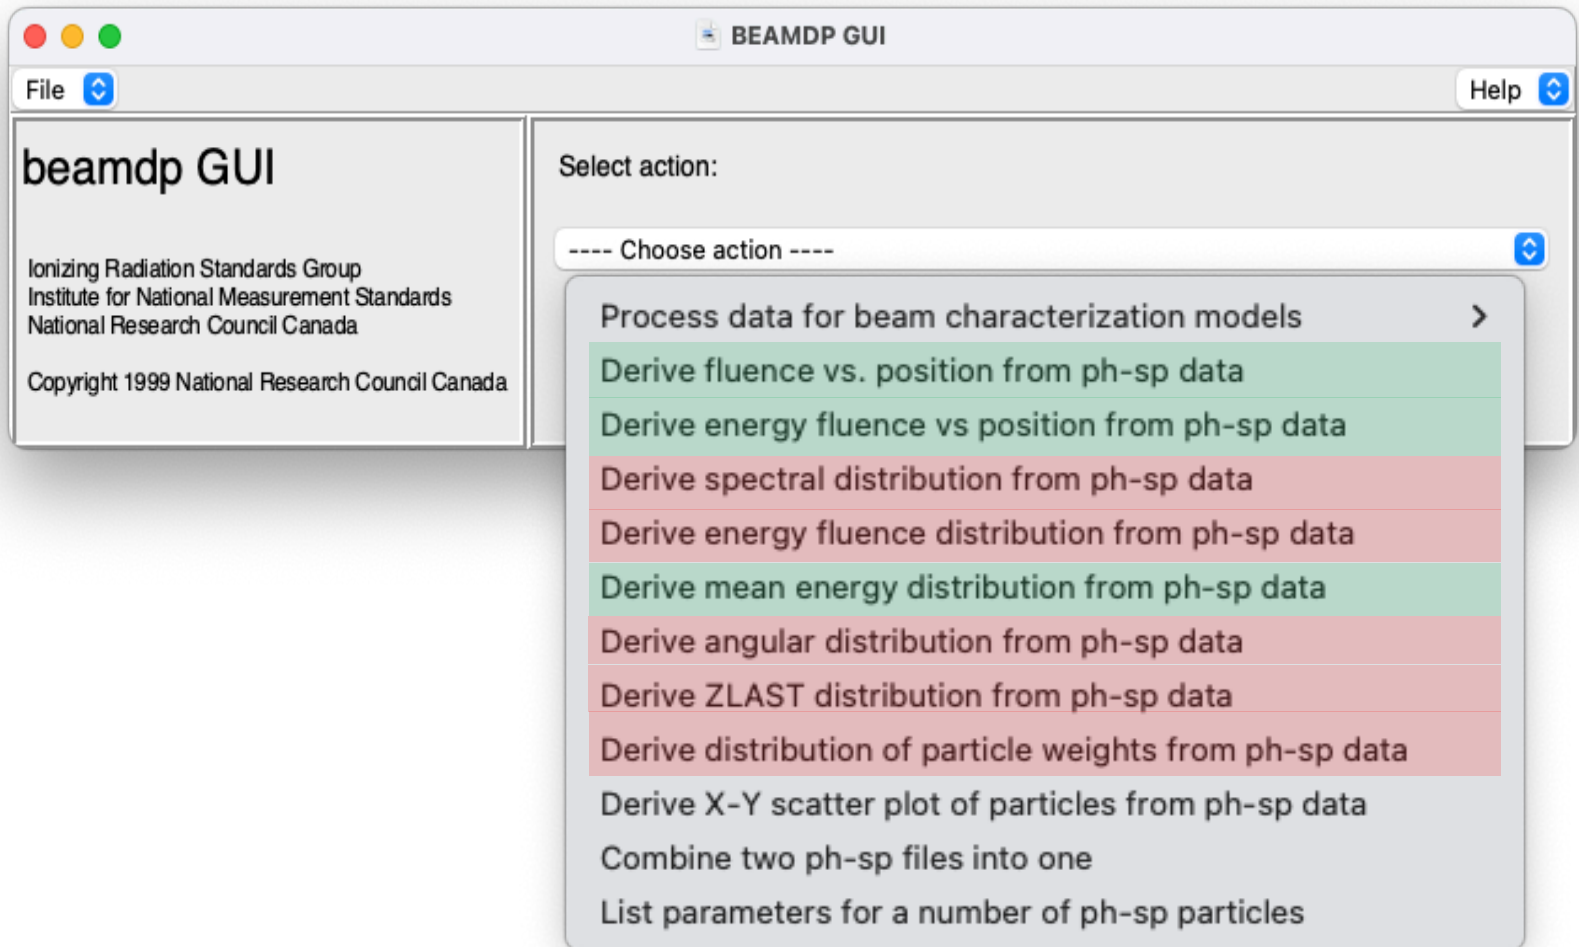 BEAMDP GUI
File
Help
beamdp GUI
Ionizing Radiation Standards Group
Institute for National Measurement Standards
National Research Council Canada
Copyright 1999 National Research Council Canada
Select action:
---- Choose action ----
Process data for beam characterization models
Derive fluence vs. position from ph-sp data
Derive energy fluence vs position from ph-sp data
Derive spectral distribution from ph-sp data
Derive energy fluence distribution from ph-sp data
Derive mean energy distribution from ph-sp data
Derive angular distribution from ph-sp data
Derive ZLAST distribution from ph-sp data
Derive distribution of particle weights from ph-sp data
Derive X-Y scatter plot of particles from ph-sp data
Combine two ph-sp files into one
List parameters for a number of ph-sp particles